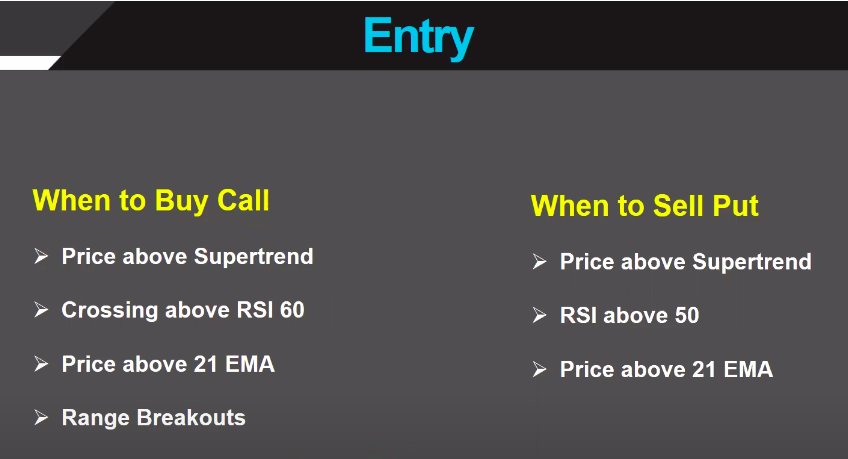 Entry
When to Buy Call
Price above Supertrend
Crossing above RSI 60
Price above 21 EMA
Range Breakouts
When to Sell Put
Price above Supertrend
RSI above 50
Price above 21 EMA